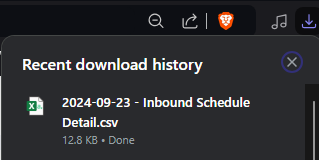 Recent download history
2024-09-23 - Inbound Schedule
Detail.csv
12.8 KB • Done